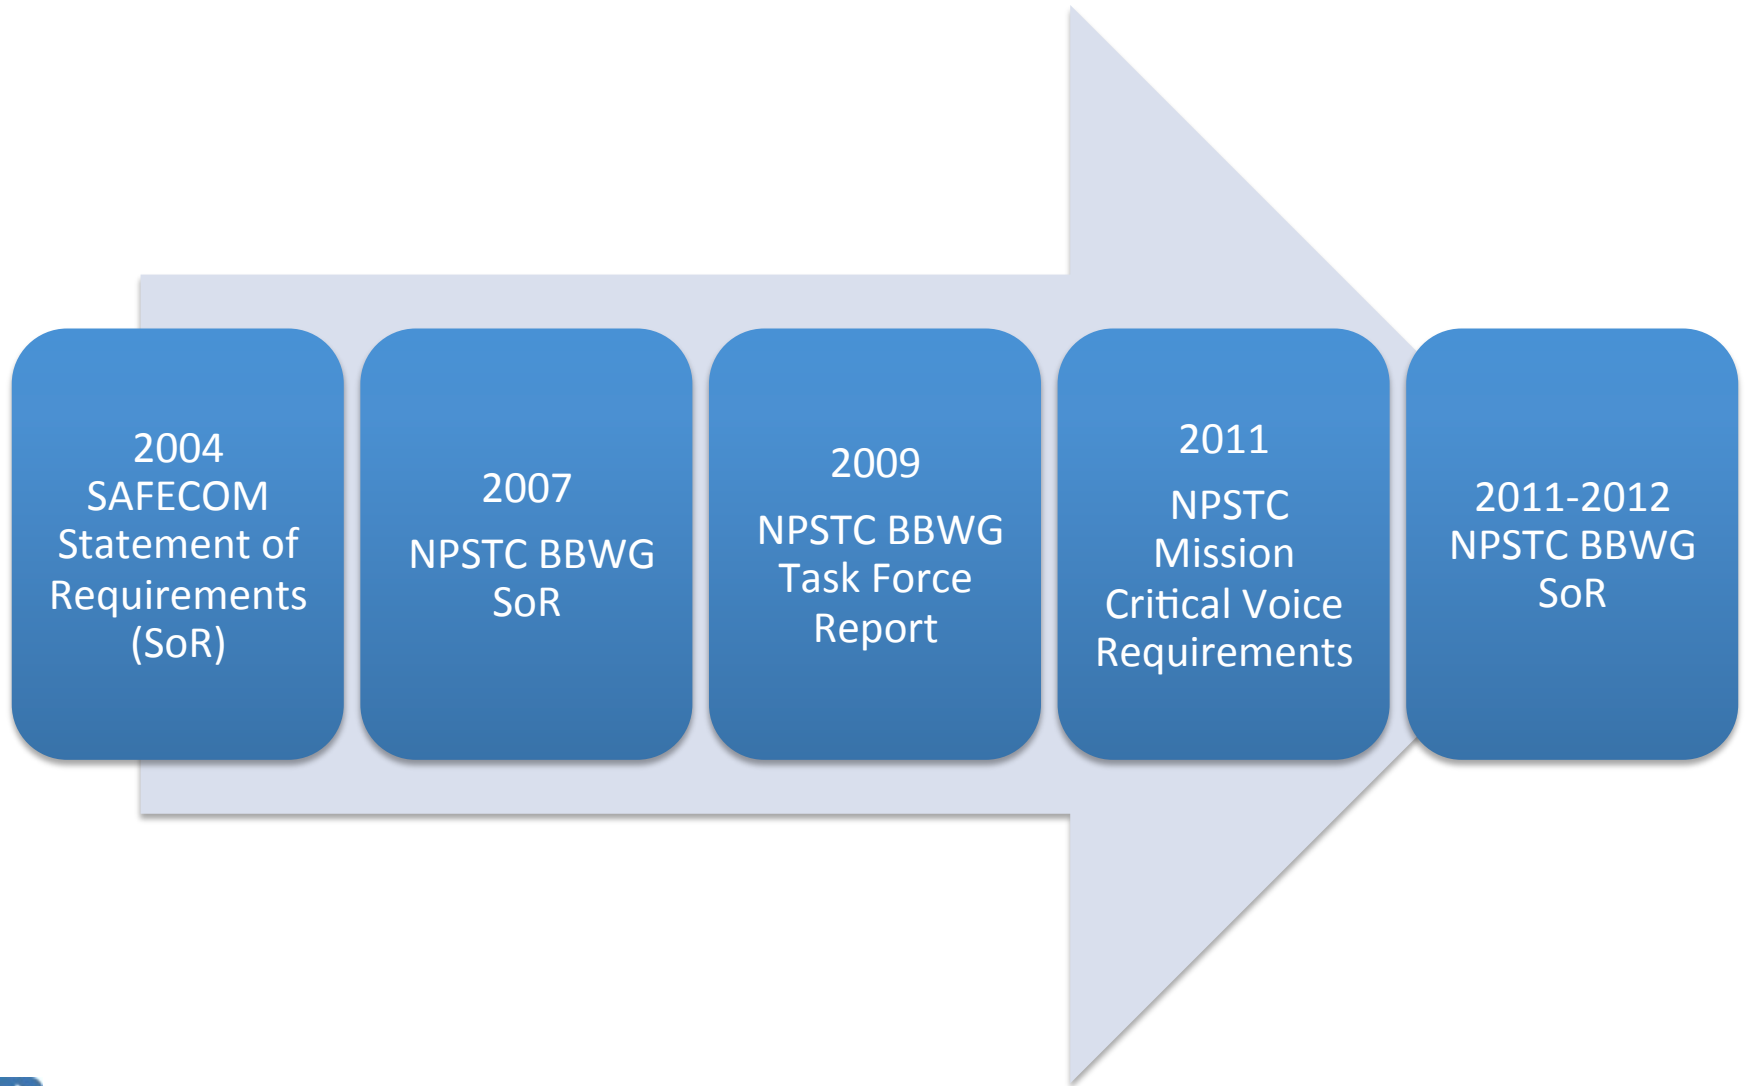 2004
SAFECOM
Statement of
Requirements
(SoR)
2007
NPSTC BBWG
SoR
2009
NPSTC BBWG
Task Force
Report
2011
NPSTC
Mission
Critical Voice
Requirements
2011-2012
NPSTC BBWG
SoR